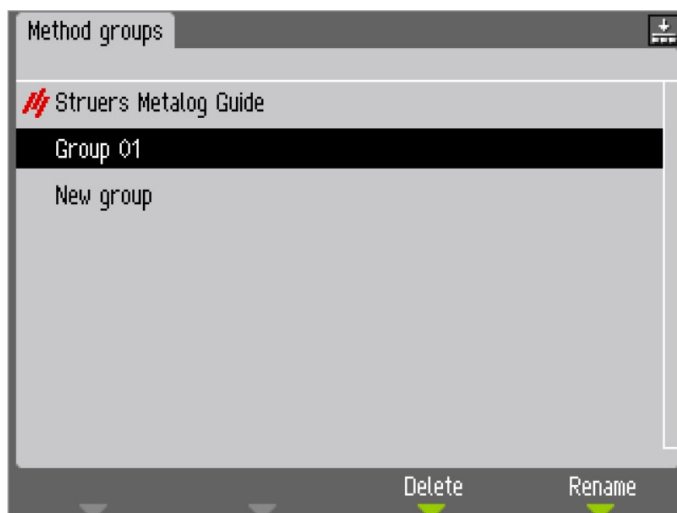 Method groups
Struers Metalog Guide
Group 01
New group
Delete Rename